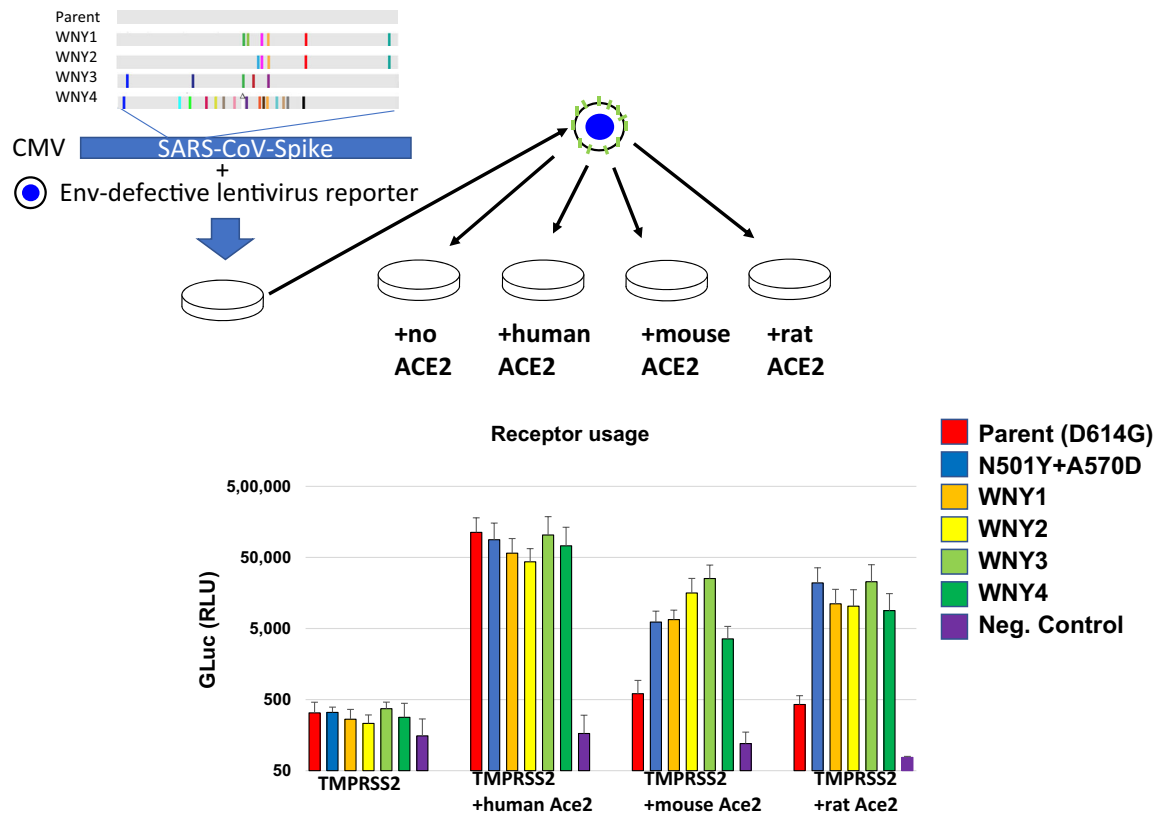 Parent
WNY1
WNY2
WNY3
WNY4
Δ
CMV
SARS-CoV-Spike
+
Env-defective lentivirus reporter
+no
ACE2
+human
ACE2
+mouse
ACE2
+rat
ACE2
Receptor usage
GLuc (RLU)
5,00,000
50,000
5,000
500
50
TMPRSS2
TMPRSS2
+human Ace2
TMPRSS2
+mouse Ace2
TMPRSS2
+rat Ace2
Parent (D614G)
N501Y+A570D
WNY1
WNY2
WNY3
WNY4
Neg. Control